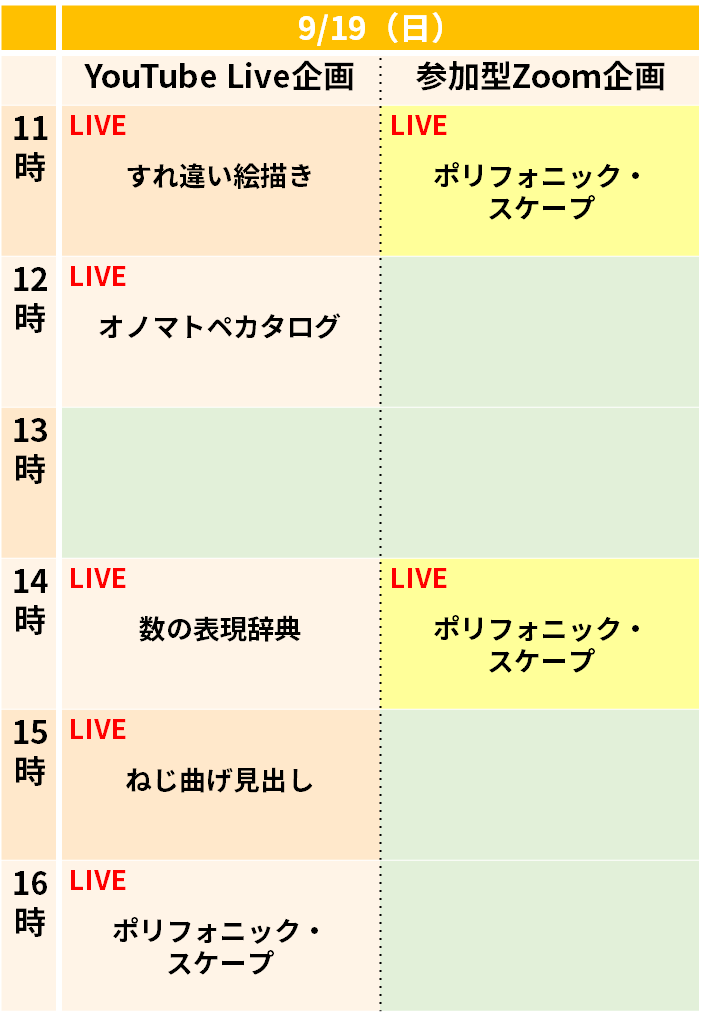 9/19（日）
YouTube Live企画
参加型Zoom企画
11時
LIVE
すれ違い絵描き
LIVE
ポリフォニック・
スケープ
12時
LIVE
オノマトペカタログ
13時
14時
LIVE
数の表現辞典
LIVE
ポリフォニック・
スケープ
15時
LIVE
ねじ曲げ見出し
16時
LIVE
ポリフォニック・
スケープ